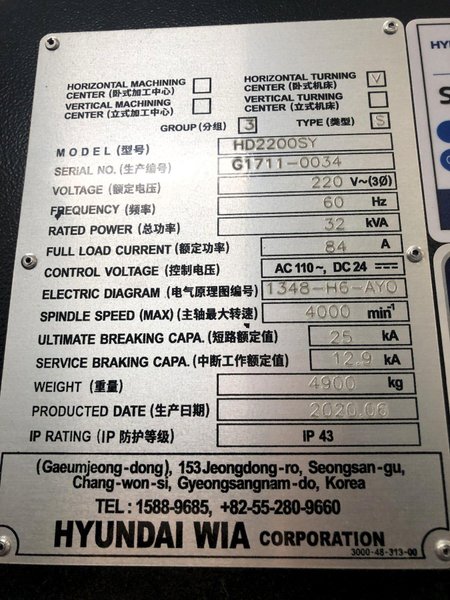 HORIZONTAL MACHINING CENTER (卧式加工中心)
HORIZONTAL TURNING CENTER (卧式机床) V
VERTICAL MACHINING CENTER (立式加工中心)
VERTICAL TURNING CENTER (立式机床)
GROUP (分组) 3 TYPE (类型) S
MODEL (型号) HD2200SY
SERIAL NO. (生产编号) G1711-0034
VOLTAGE (额定电压) 220 V~(3Ø)
FREQUENCY (频率) 60 Hz
RATED POWER (总功率) 32 kVA
FULL LOAD CURRENT (额定功率) 84 A
CONTROL VOLTAGE (控制电压) AC 110~, DC 24 ⎓
ELECTRIC DIAGRAM (电气原理图编号) 1348-H6-AY0
SPINDLE SPEED (MAX) (主轴最大转速) 4000 min⁻¹
ULTIMATE BREAKING CAPA. (短路额定值) 25 kA
SERVICE BRAKING CAPA. (中断工作额定值) 12.9 kA
WEIGHT (重量) 4900 kg
PRODUCTED DATE (生产日期) 2020.06
IP RATING (IP 防护等级) IP 43
(Gaeumjeong-dong), 153 Jeongdong-ro, Seongsan-gu,
Chang-won-si, Gyeongsangnam-do, Korea
TEL : 1588-9685, +82-55-280-9660
HYUNDAI WIA CORPORATION
3000-48-313-00